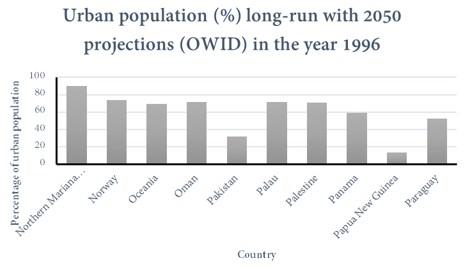 Urban population (%) long-run with 2050
projections (OWID) in the year 1996
Percentage of urban population
100
80
60
40
20
0
Northern Mariana…
Norway
Oceania
Oman
Pakistan
Palau
Palestine
Panama
Papua New Guinea
Paraguay
Country